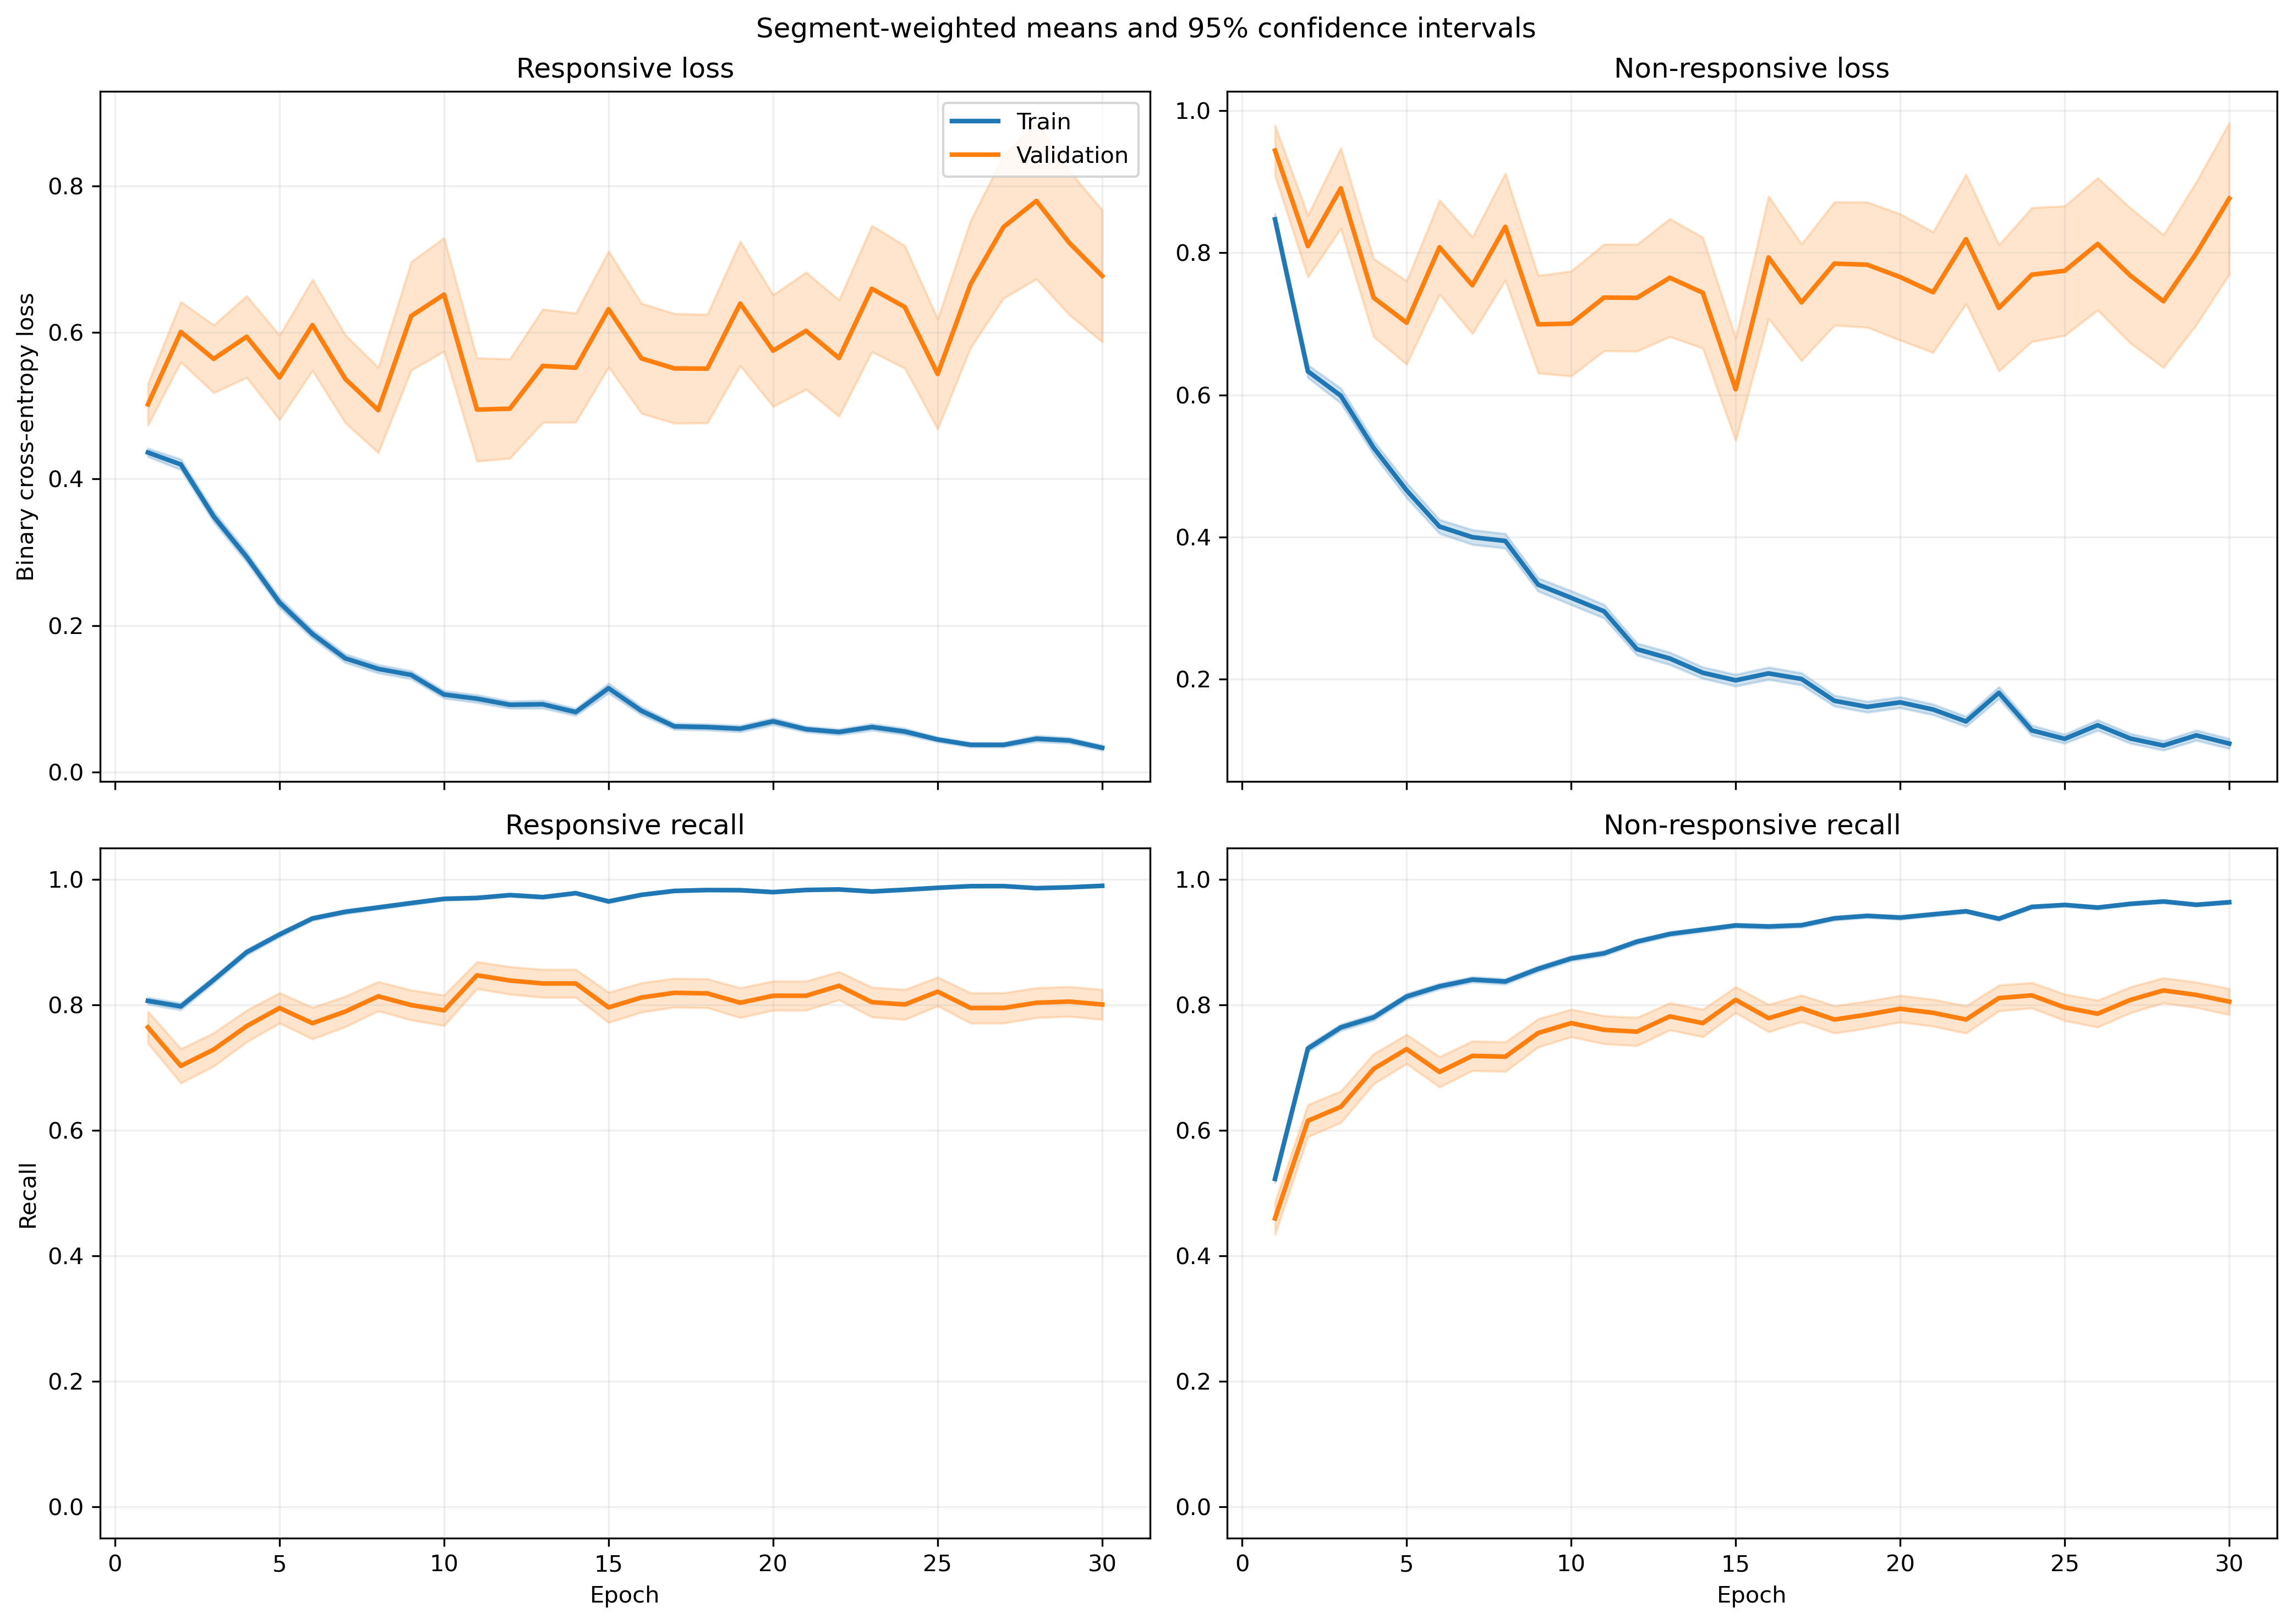 Segment-weighted means and 95% confidence intervals
Responsive loss
Train
Validation
Binary cross-entropy loss
0.8
0.6
0.4
0.2
0.0
Non-responsive loss
1.0
0.8
0.6
0.4
0.2
Responsive recall
Recall
1.0
0.8
0.6
0.4
0.2
0.0
0 5 10 15 20 25 30
Epoch
Non-responsive recall
1.0
0.8
0.6
0.4
0.2
0.0
0 5 10 15 20 25 30
Epoch